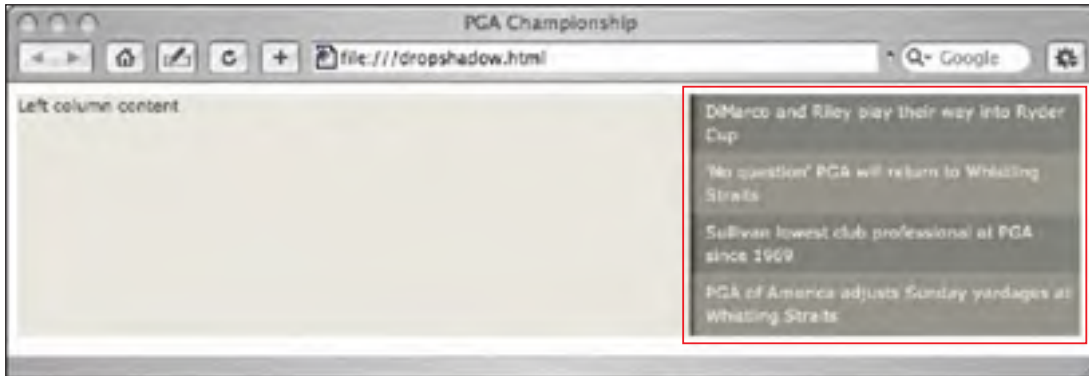 PGA Championship
file:///dropshadow.html
Google
Left column content
DiMarco and Riley play their way into Ryder
Cup
'No question' PGA will return to Whistling
Straits
Sullivan lowest club professional at PGA
since 1969
PGA of America adjusts Sunday yardages at
Whistling Straits